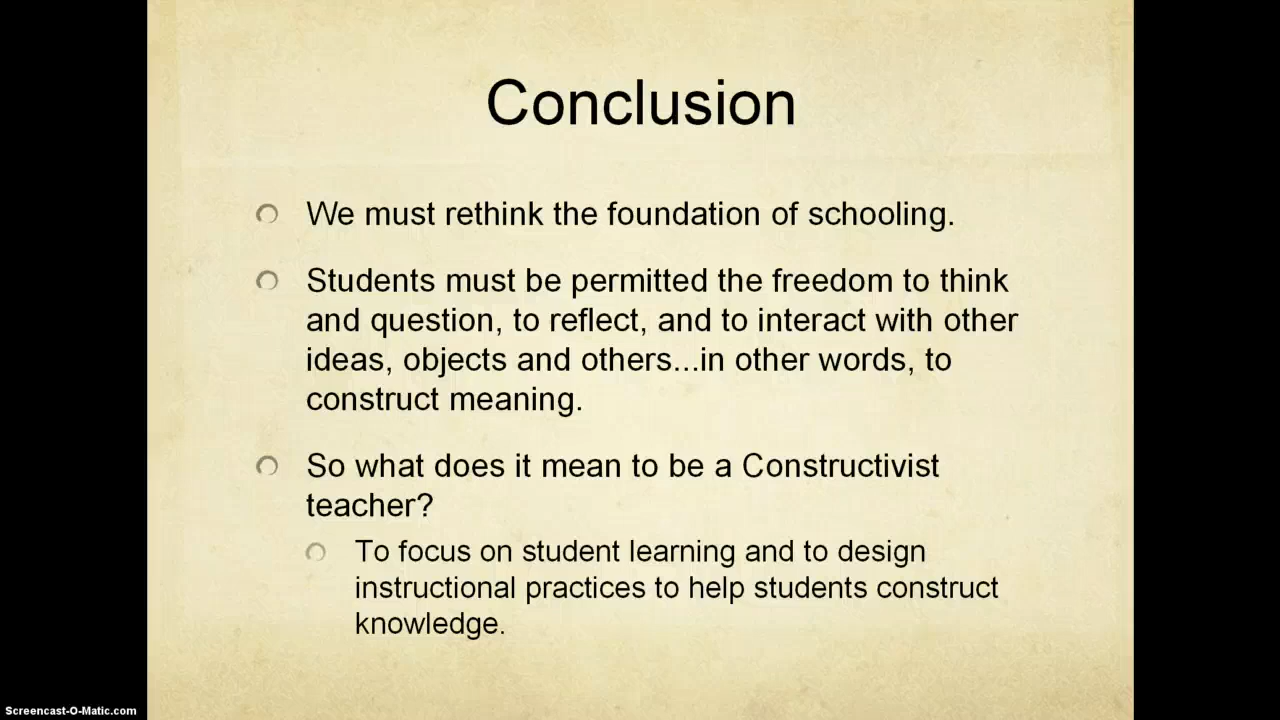 Conclusion
We must rethink the foundation of schooling.
Students must be permitted the freedom to think
and question, to reflect, and to interact with other
ideas, objects and others...in other words, to
construct meaning.
So what does it mean to be a Constructivist
teacher?
To focus on student learning and to design
instructional practices to help students construct
knowledge.
Screencast-O-Matic.com